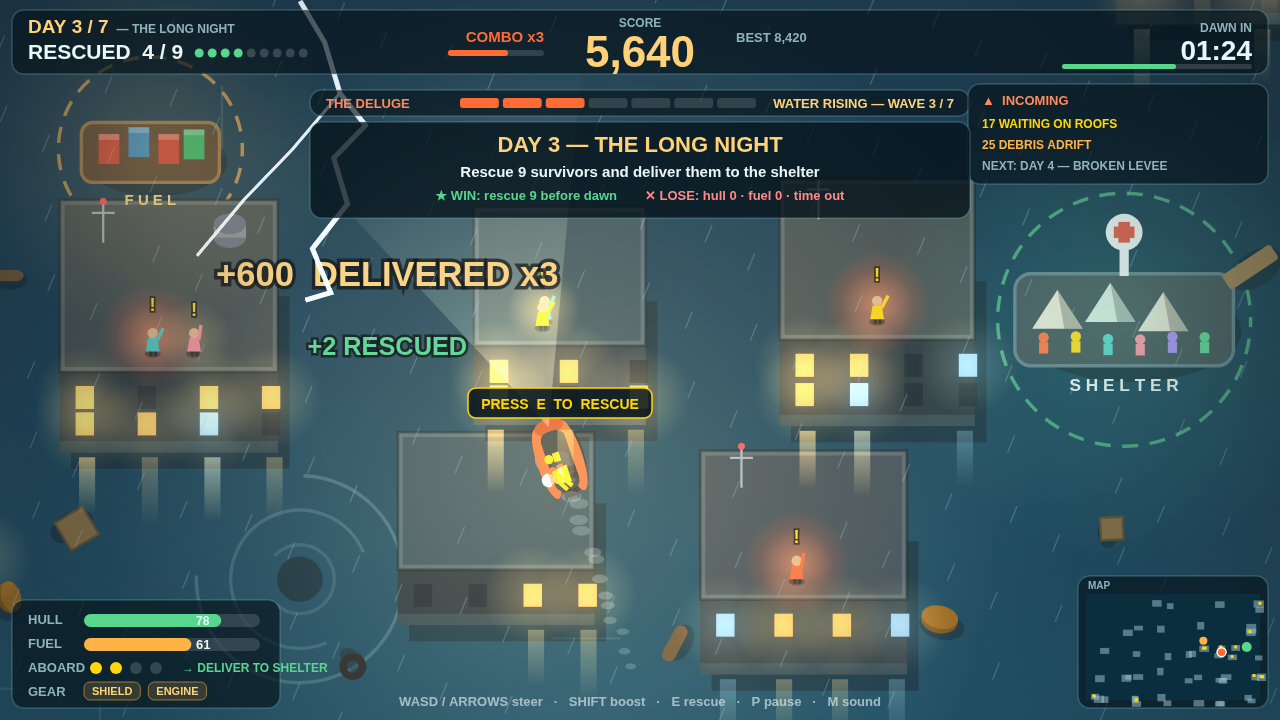 DAY 3 / 7 — THE LONG NIGHT
RESCUED 4 / 9
COMBO x3
SCORE
5,640
BEST 8,420
DAWN IN
01:24
THE DELUGE
WATER RISING — WAVE 3 / 7
DAY 3 — THE LONG NIGHT
Rescue 9 survivors and deliver them to the shelter
★ WIN: rescue 9 before dawn ✕ LOSE: hull 0 · fuel 0 · time out
▲ INCOMING
17 WAITING ON ROOFS
25 DEBRIS ADRIFT
NEXT: DAY 4 — BROKEN LEVEE
FUEL
+600 DELIVERED x3
+2 RESCUED
! ! !
SHELTER
PRESS E TO RESCUE
!
HULL 78
FUEL 61
ABOARD → DELIVER TO SHELTER
GEAR SHIELD ENGINE
WASD / ARROWS steer · SHIFT boost · E rescue · P pause · M sound
MAP